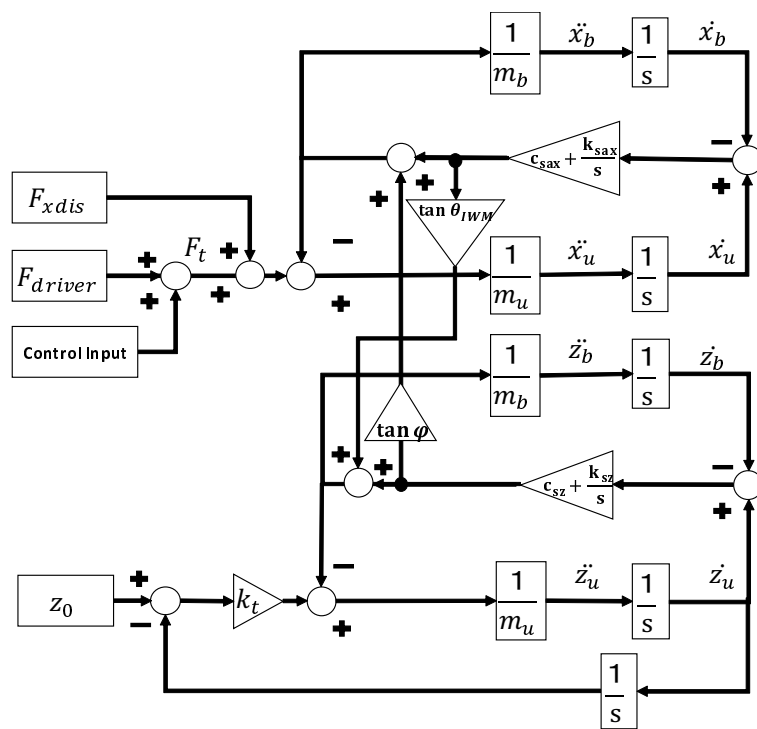 1/m_b ẍ_b 1/s ẋ_b
−
+ + c_sax + k_sax/s
+
F_xdis
tan θ_IWM
+ F_t + −
F_driver + + + 1/m_u ẍ_u 1/s ẋ_u
Control Input
1/m_b z̈_b 1/s ż_b
tan φ
+ + c_sz + k_sz/s −
+
+ −
z_0 k_t 1/m_u z̈_u 1/s ż_u
− +
1/s